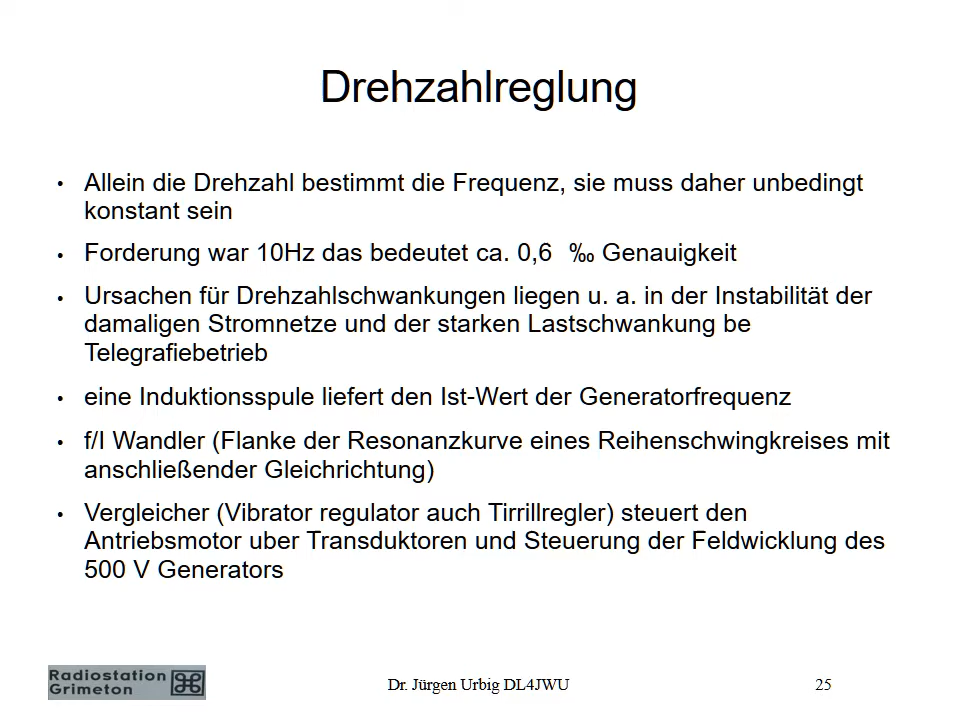 Drehzahlreglung
• Allein die Drehzahl bestimmt die Frequenz, sie muss daher unbedingt
konstant sein
• Forderung war 10Hz das bedeutet ca. 0,6 ‰ Genauigkeit
• Ursachen für Drehzahlschwankungen liegen u. a. in der Instabilität der
damaligen Stromnetze und der starken Lastschwankung be
Telegrafiebetrieb
• eine Induktionsspule liefert den Ist-Wert der Generatorfrequenz
• f/I Wandler (Flanke der Resonanzkurve eines Reihenschwingkreises mit
anschließender Gleichrichtung)
• Vergleicher (Vibrator regulator auch Tirrillregler) steuert den
Antriebsmotor uber Transduktoren und Steuerung der Feldwicklung des
500 V Generators
Radiostation
Grimeton
Dr. Jürgen Urbig DL4JWU
25